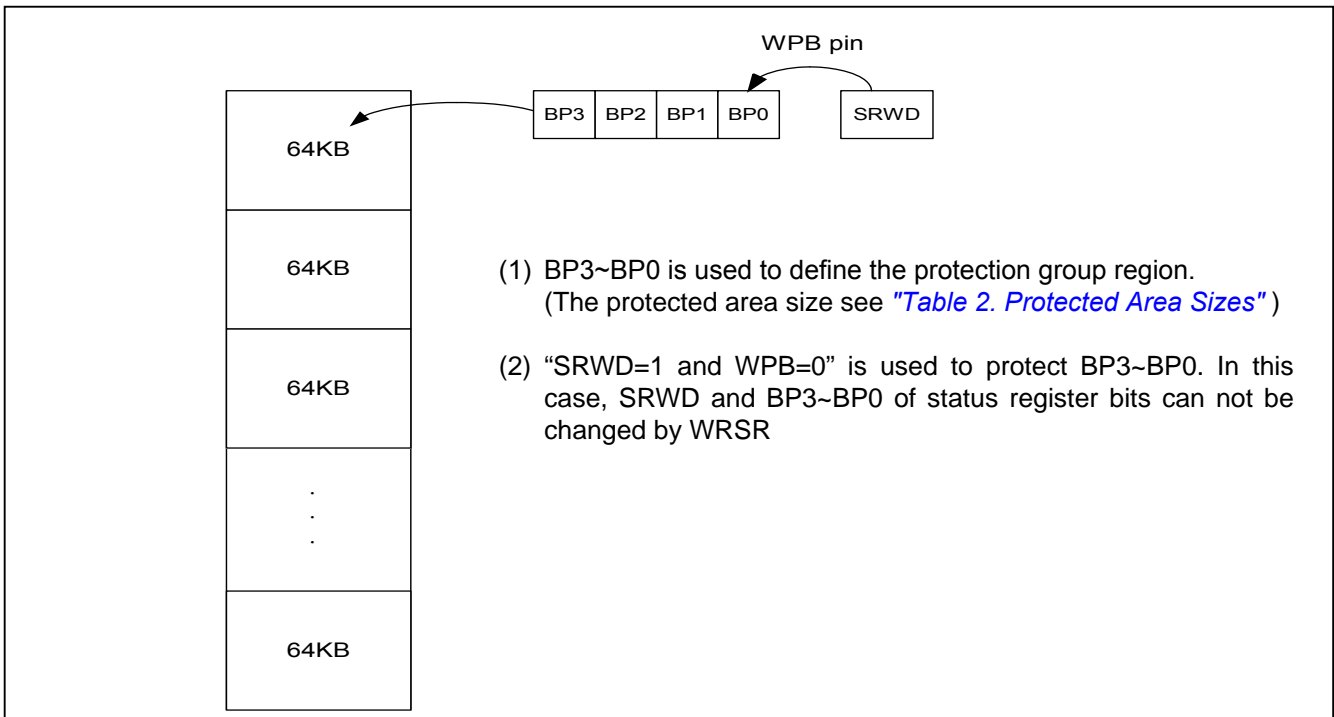 WPB pin
BP3 BP2 BP1 BP0 SRWD
64KB
64KB
(1) BP3~BP0 is used to define the protection group region.
(The protected area size see "Table 2. Protected Area Sizes" )
64KB
(2) “SRWD=1 and WPB=0” is used to protect BP3~BP0. In this
case, SRWD and BP3~BP0 of status register bits can not be
changed by WRSR
.
.
.
64KB